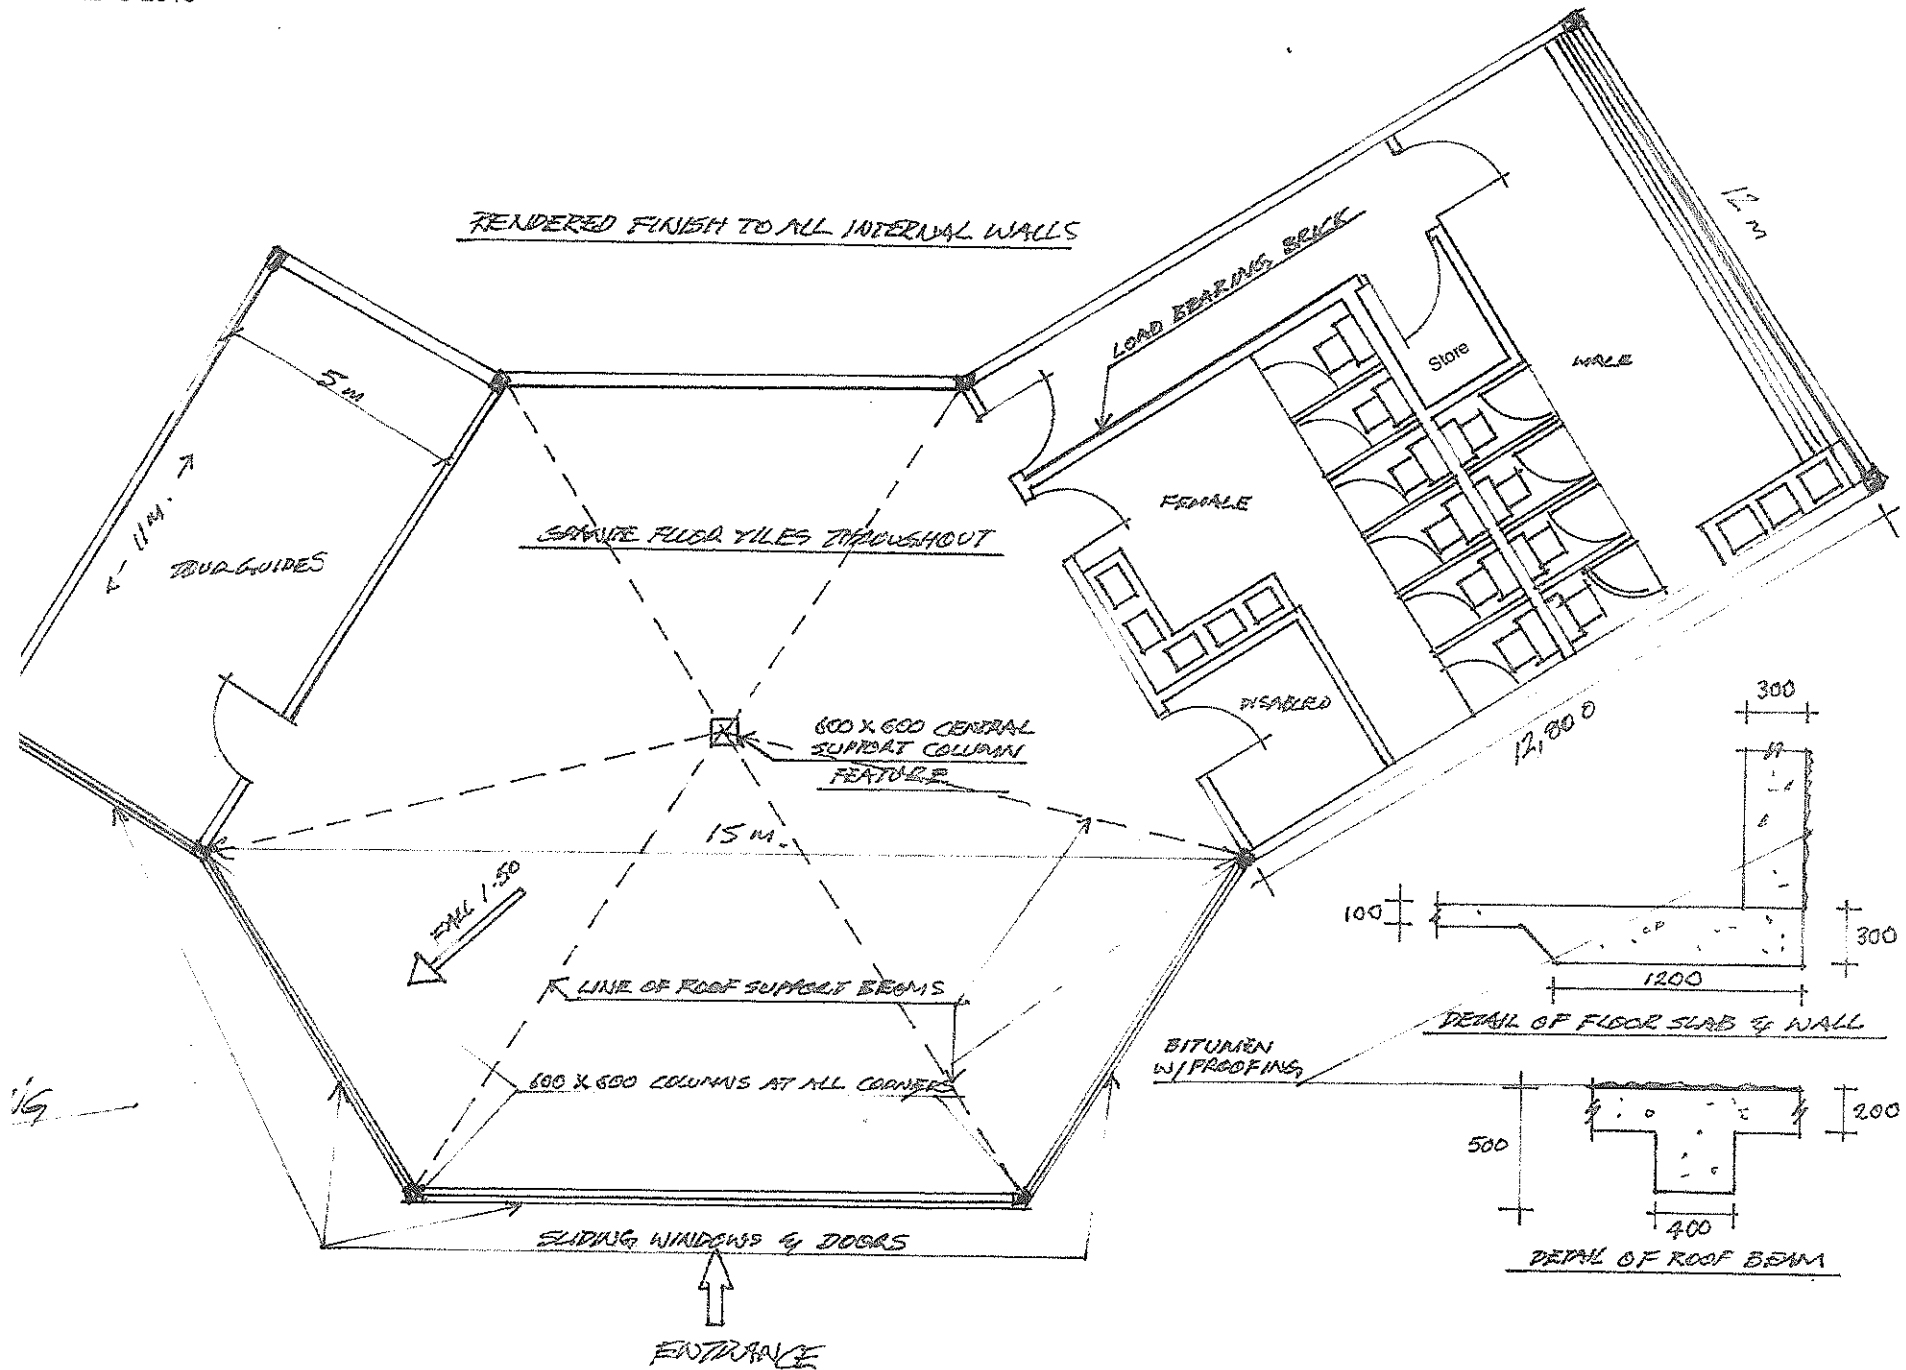 RENDERED FINISH TO ALL INTERNAL WALLS
12 M
LOAD BEARING BRICK
Store
MALE
5 M
11 M.
FEMALE
GRANITE FLOOR TILES THROUGHOUT
TOUR GUIDES
DISABLED
600 X 600 CENTRAL
SUPPORT COLUMN
FEATURE
12,800
300
15 M.
FALL 1:50
100
300
1200
LINE OF ROOF SUPPORT BEAMS
DETAIL OF FLOOR SLAB & WALL
BITUMEN
W/PROOFING
600 X 600 COLUMNS AT ALL CORNERS
200
500
400
SLIDING WINDOWS & DOORS
DETAIL OF ROOF BEAM
ENTRANCE